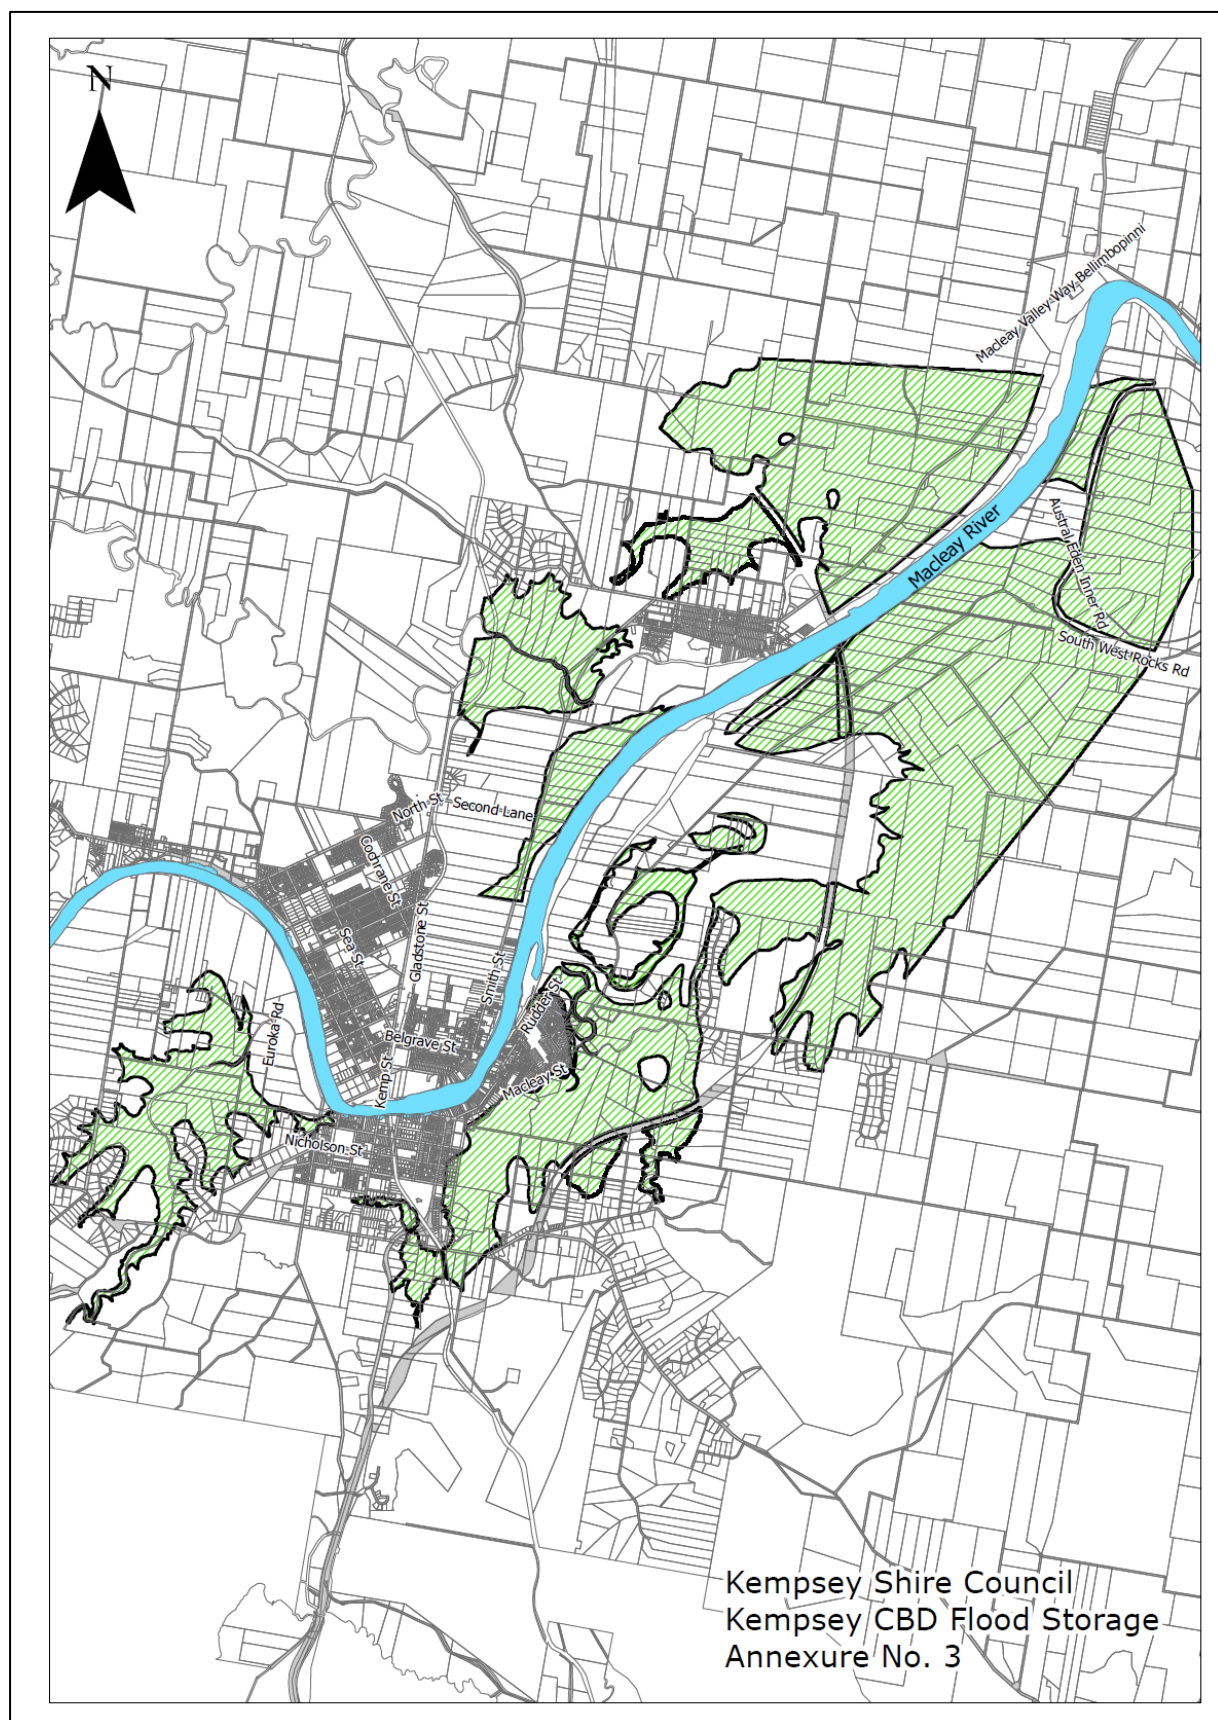 N
Macleay Valley Way Bellimbopinni
Macleay River
Austral Eden Inner Rd
South West Rocks Rd
North St
Second Lane
Cochrane St
Gladstone St
Sea St
Smith St
Rudder St
Euroka Rd
Belgrave St
Kemp St
Macleay St
Nicholson St
Kempsey Shire Council
Kempsey CBD Flood Storage
Annexure No. 3